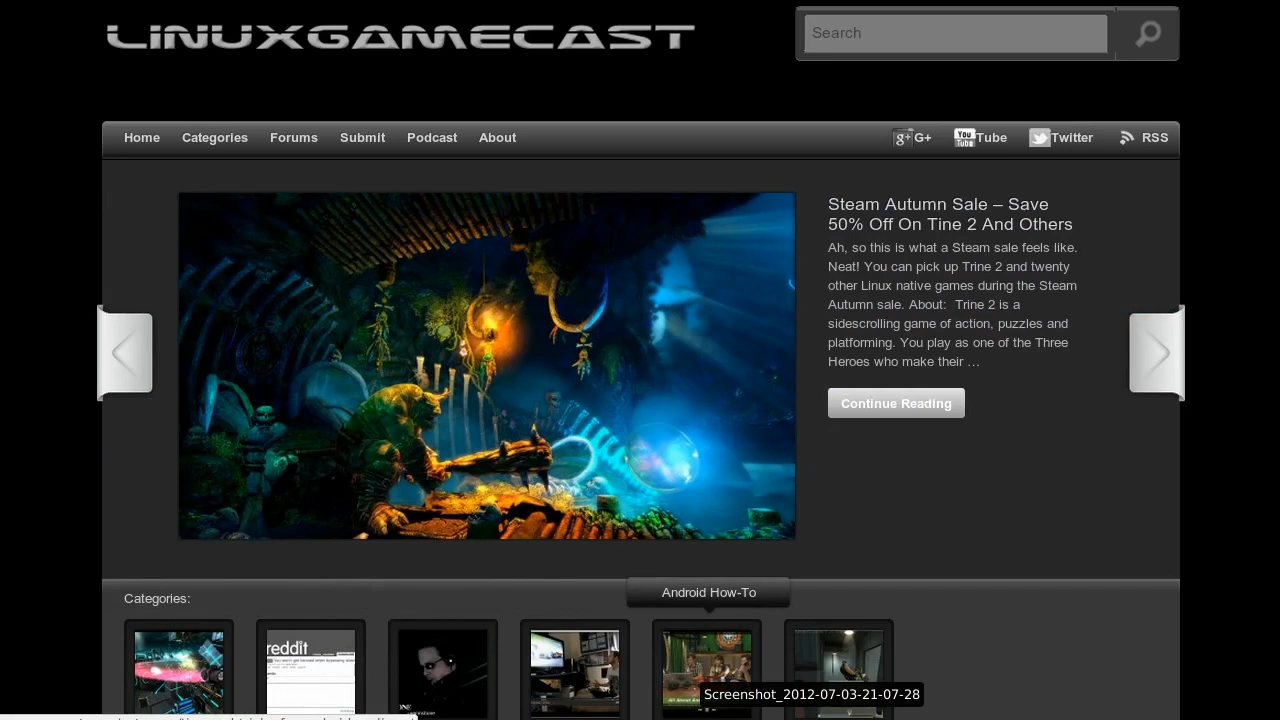 LINUXGAMECAST
Search
Home Categories Forums Submit Podcast About
G+ You Tube Tube Twitter RSS
Steam Autumn Sale – Save
50% Off On Tine 2 And Others
Ah, so this is what a Steam sale feels like.
Neat! You can pick up Trine 2 and twenty
other Linux native games during the Steam
Autumn sale. About:  Trine 2 is a
sidescrolling game of action, puzzles and
platforming. You play as one of the Three
Heroes who make their …
Continue Reading
Android How-To
Categories:
reddit
Screenshot_2012-07-03-21-07-28